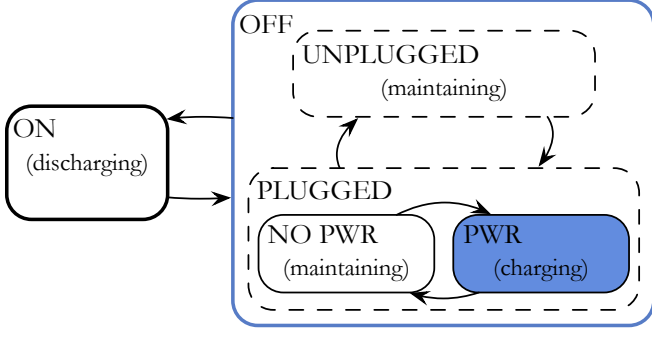 OFF
UNPLUGGED
(maintaining)
ON
(discharging)
PLUGGED
NO PWR
(maintaining)
PWR
(charging)